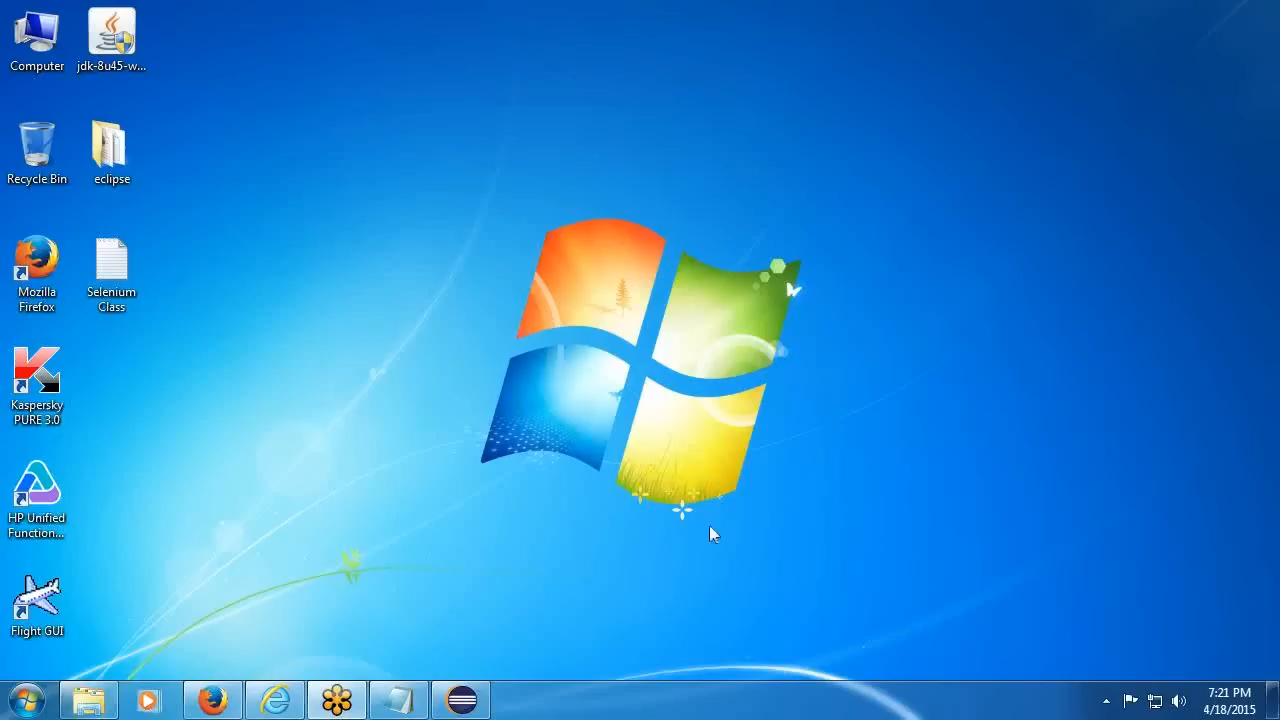 Computer
jdk-8u45-w...
Recycle Bin
eclipse
Mozilla
Firefox
Selenium
Class
Kaspersky
PURE 3.0
HP Unified
Function...
Flight GUI
7:21 PM
4/18/2015